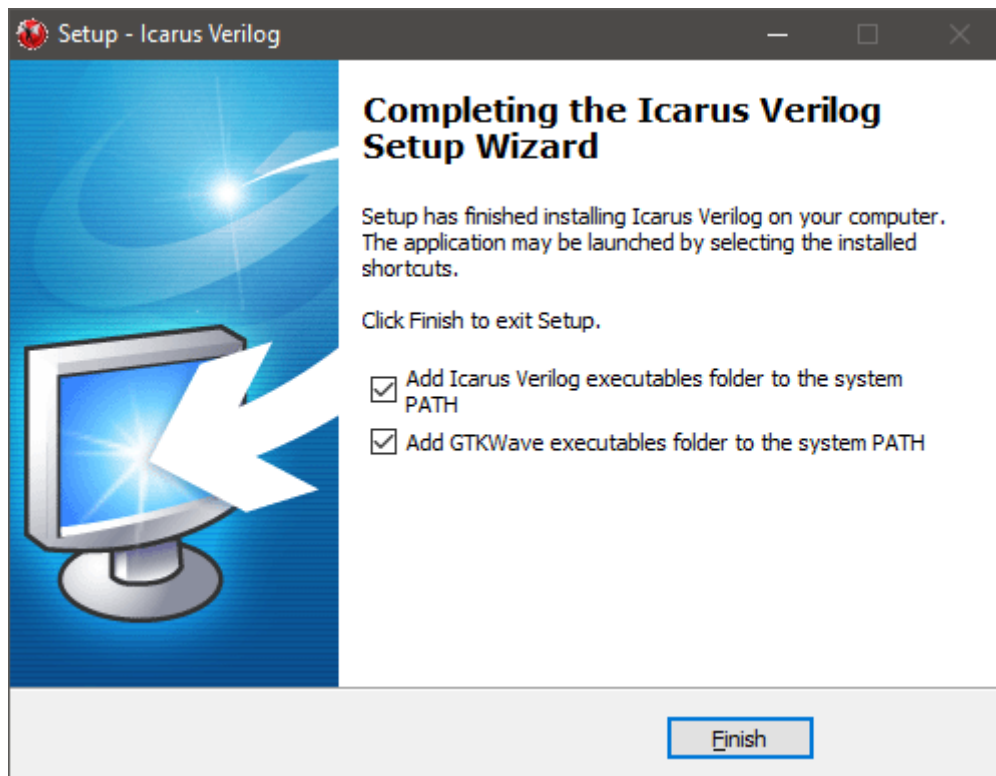 Setup - Icarus Verilog
Completing the Icarus Verilog
Setup Wizard
Setup has finished installing Icarus Verilog on your computer.
The application may be launched by selecting the installed
shortcuts.
Click Finish to exit Setup.
Add Icarus Verilog executables folder to the system
PATH
Add GTKWave executables folder to the system PATH
Finish